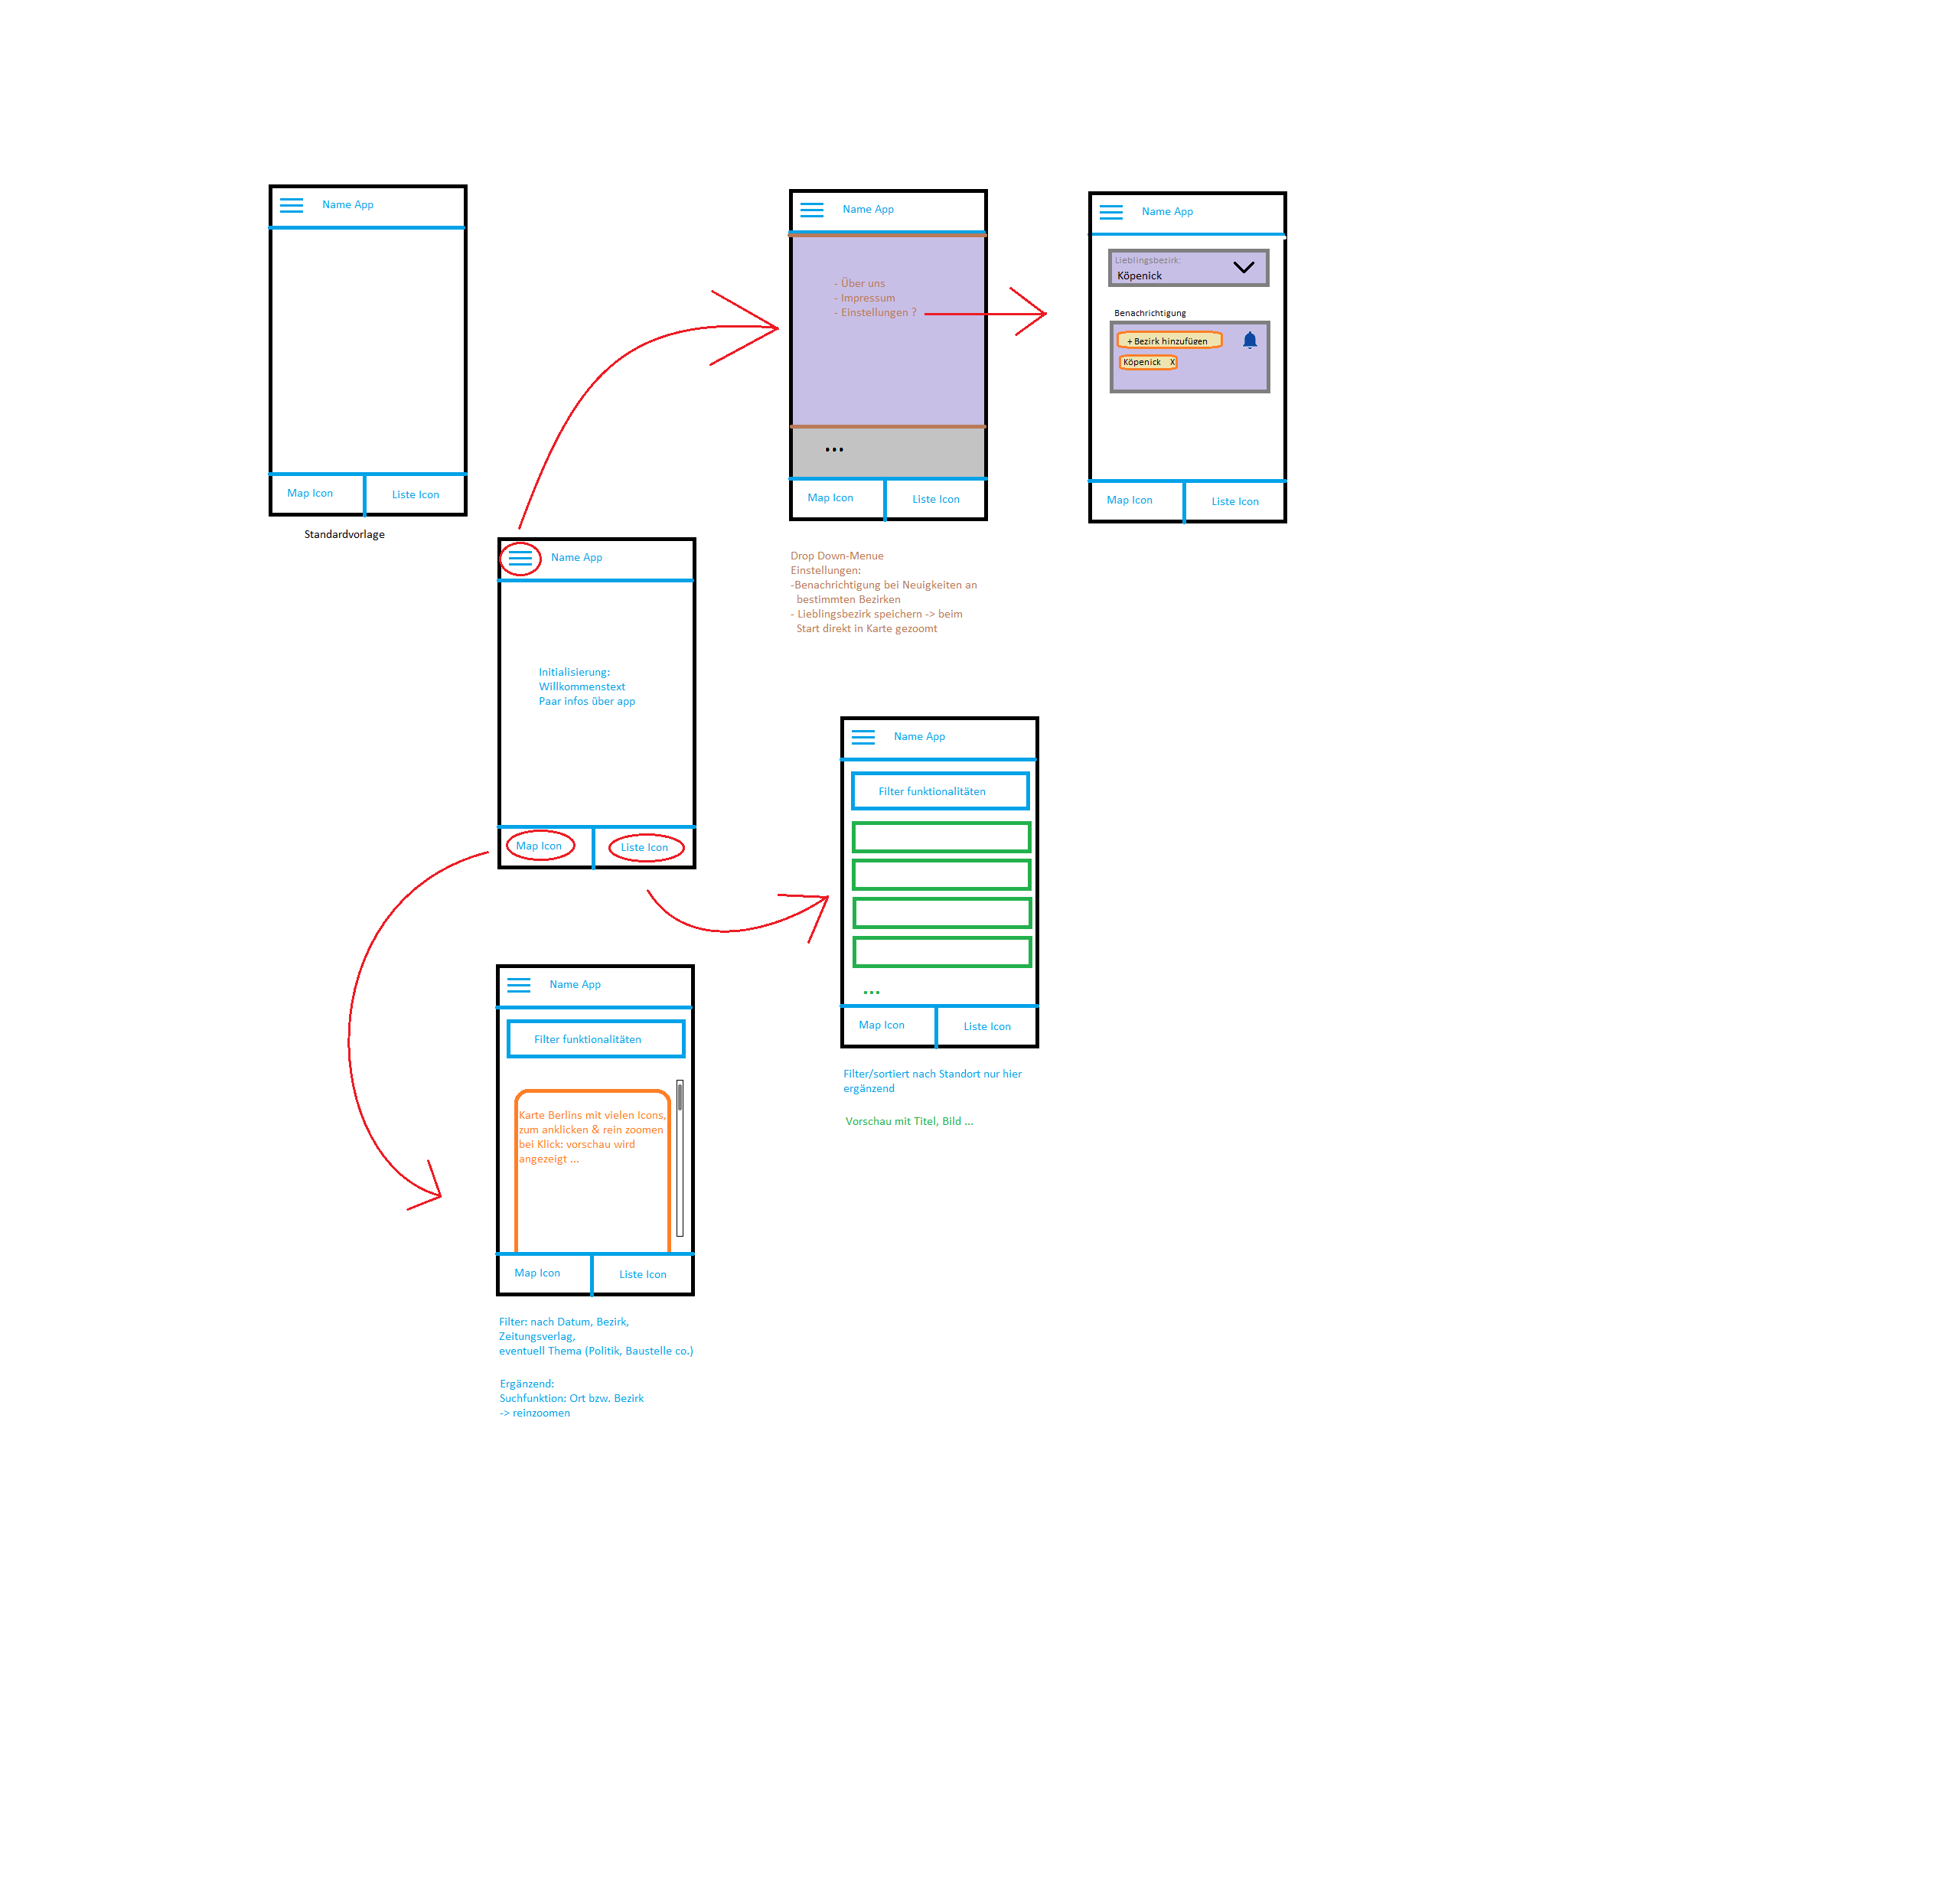 Name App
Map Icon
Liste Icon
Standardvorlage
Name App
Initialisierung:
Willkommenstext
Paar infos über app
Map Icon
Liste Icon
Name App
- Über uns
- Impressum
- Einstellungen ?
...
Map Icon
Liste Icon
Drop Down-Menue
Einstellungen:
-Benachrichtigung bei Neuigkeiten an
bestimmten Bezirken
- Lieblingsbezirk speichern -> beim
Start direkt in Karte gezoomt
Name App
Lieblingsbezirk:
Köpenick
Benachrichtigung
+ Bezirk hinzufügen
Köpenick X
Map Icon
Liste Icon
Name App
Filter funktionalitäten
...
Map Icon
Liste Icon
Filter/sortiert nach Standort nur hier
ergänzend
Vorschau mit Titel, Bild ...
Name App
Filter funktionalitäten
Karte Berlins mit vielen Icons,
zum anklicken & rein zoomen
bei Klick: vorschau wird
angezeigt ...
Map Icon
Liste Icon
Filter: nach Datum, Bezirk,
Zeitungsverlag,
eventuell Thema (Politik, Baustelle co.)
Ergänzend:
Suchfunktion: Ort bzw. Bezirk
-> reinzoomen